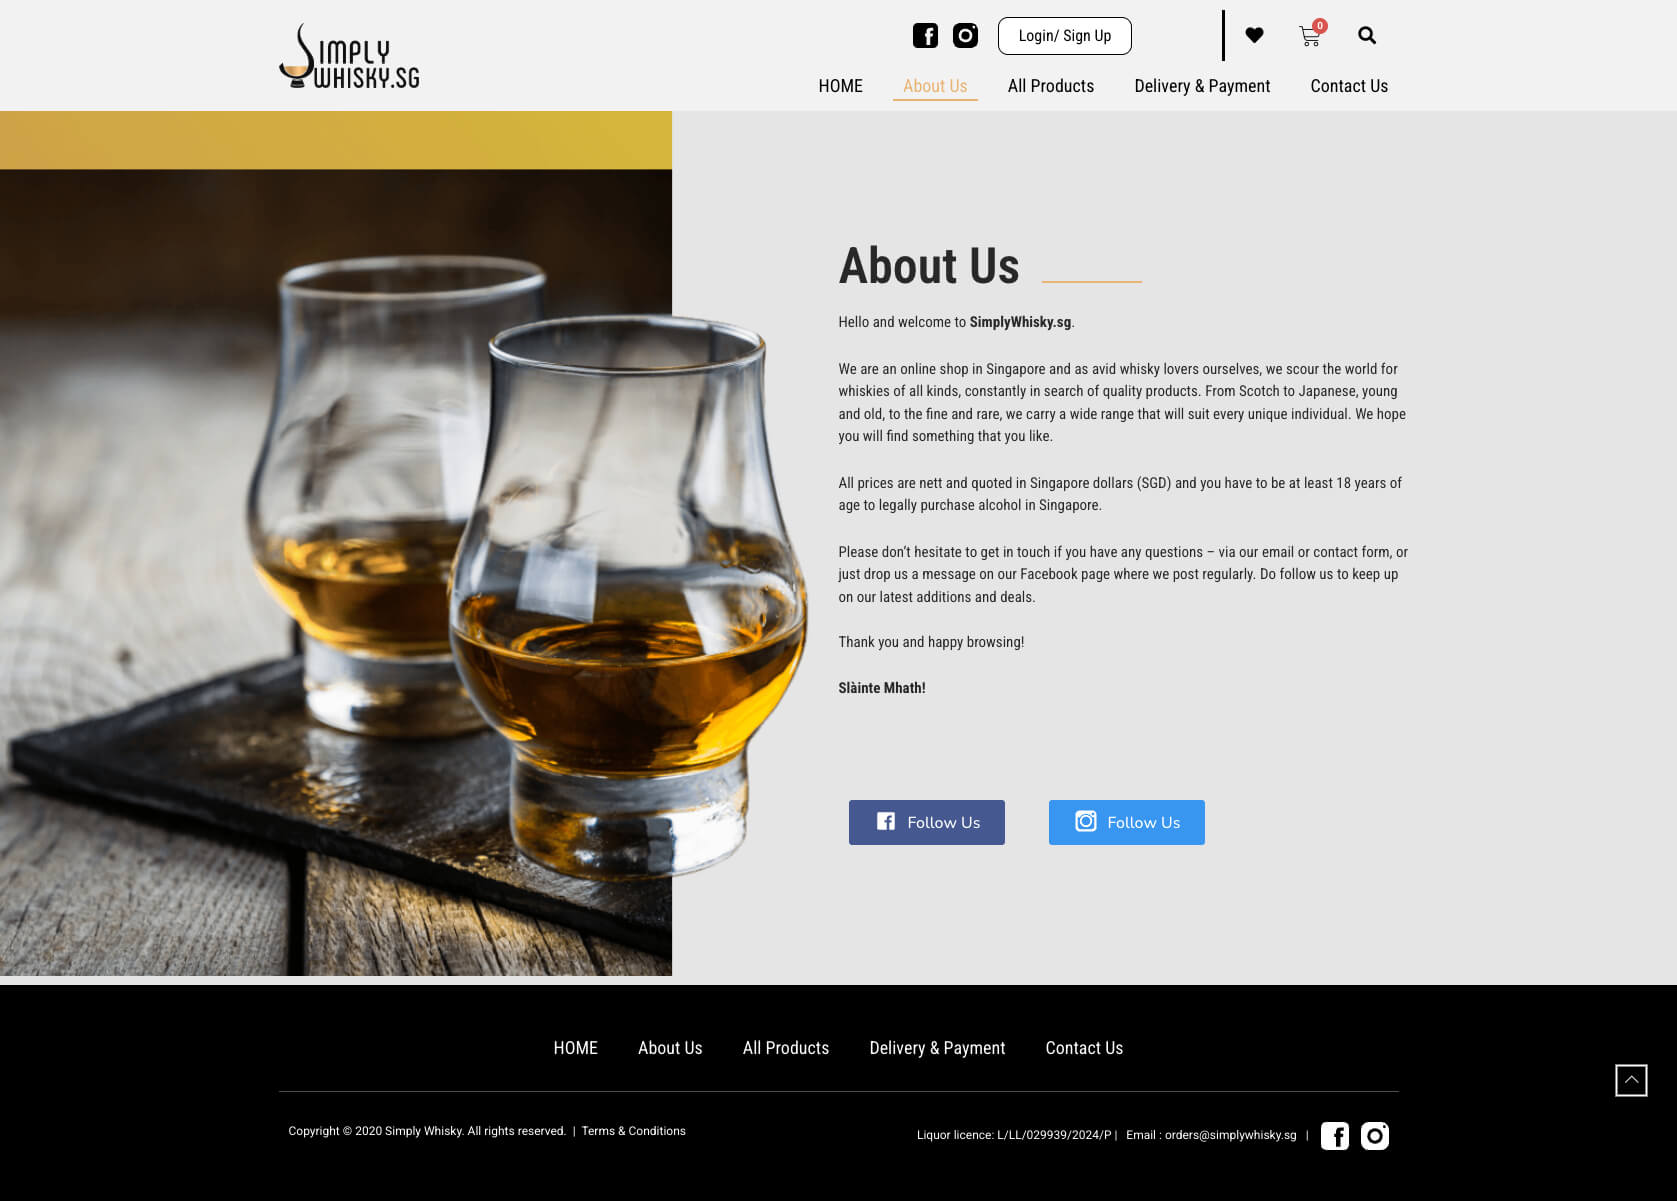 SIMPLY
WHISKY.SG
Login/ Sign Up
0
HOME
About Us
All Products
Delivery & Payment
Contact Us
About Us
Hello and welcome to SimplyWhisky.sg.
We are an online shop in Singapore and as avid whisky lovers ourselves, we scour the world for
whiskies of all kinds, constantly in search of quality products. From Scotch to Japanese, young
and old, to the fine and rare, we carry a wide range that will suit every unique individual. We hope
you will find something that you like.
All prices are nett and quoted in Singapore dollars (SGD) and you have to be at least 18 years of
age to legally purchase alcohol in Singapore.
Please don’t hesitate to get in touch if you have any questions – via our email or contact form, or
just drop us a message on our Facebook page where we post regularly. Do follow us to keep up
on our latest additions and deals.
Thank you and happy browsing!
Slàinte Mhath!
Follow Us
Follow Us
HOME
About Us
All Products
Delivery & Payment
Contact Us
Copyright © 2020 Simply Whisky. All rights reserved. | Terms & Conditions
Liquor licence: L/LL/029939/2024/P | Email : orders@simplywhisky.sg |